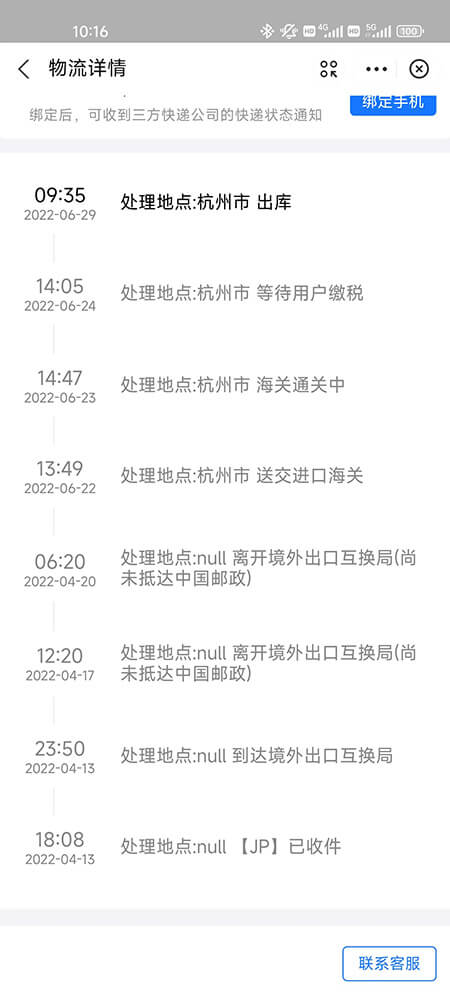 10:16
HD 4G HD 5G 100
物流详情
绑定后，可收到三方快递公司的快递状态通知
绑定手机
09:35
2022-06-29
处理地点:杭州市 出库
14:05
2022-06-24
处理地点:杭州市 等待用户缴税
14:47
2022-06-23
处理地点:杭州市 海关通关中
13:49
2022-06-22
处理地点:杭州市 送交进口海关
06:20
2022-04-20
处理地点:null 离开境外出口互换局(尚
未抵达中国邮政)
12:20
2022-04-17
处理地点:null 离开境外出口互换局(尚
未抵达中国邮政)
23:50
2022-04-13
处理地点:null 到达境外出口互换局
18:08
2022-04-13
处理地点:null 【JP】已收件
联系客服